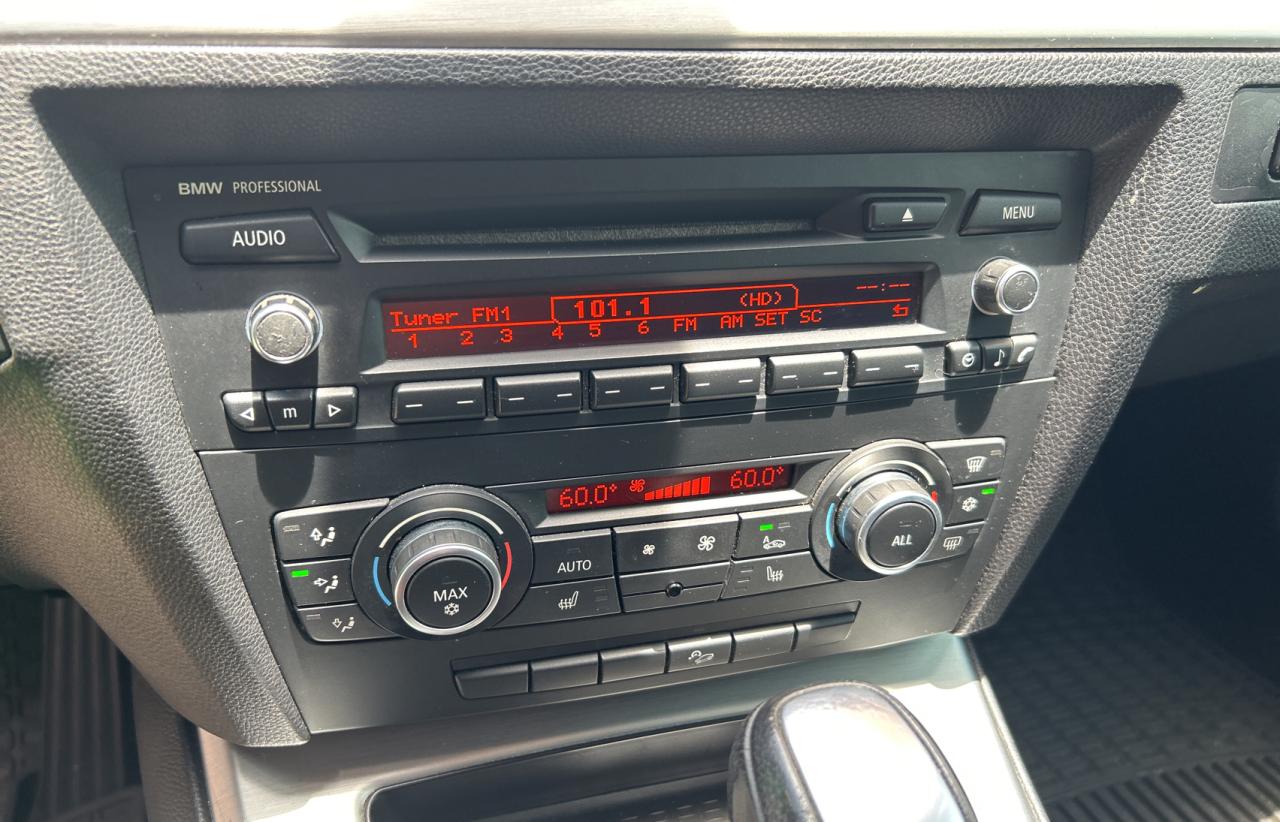 BMW PROFESSIONAL
AUDIO
MENU
Tuner FM1 101.1 (HD) --:--
1 2 3 4 5 6 FM AM SET SC
m
60.0° 60.0°
AUTO
MAX
ALL
A